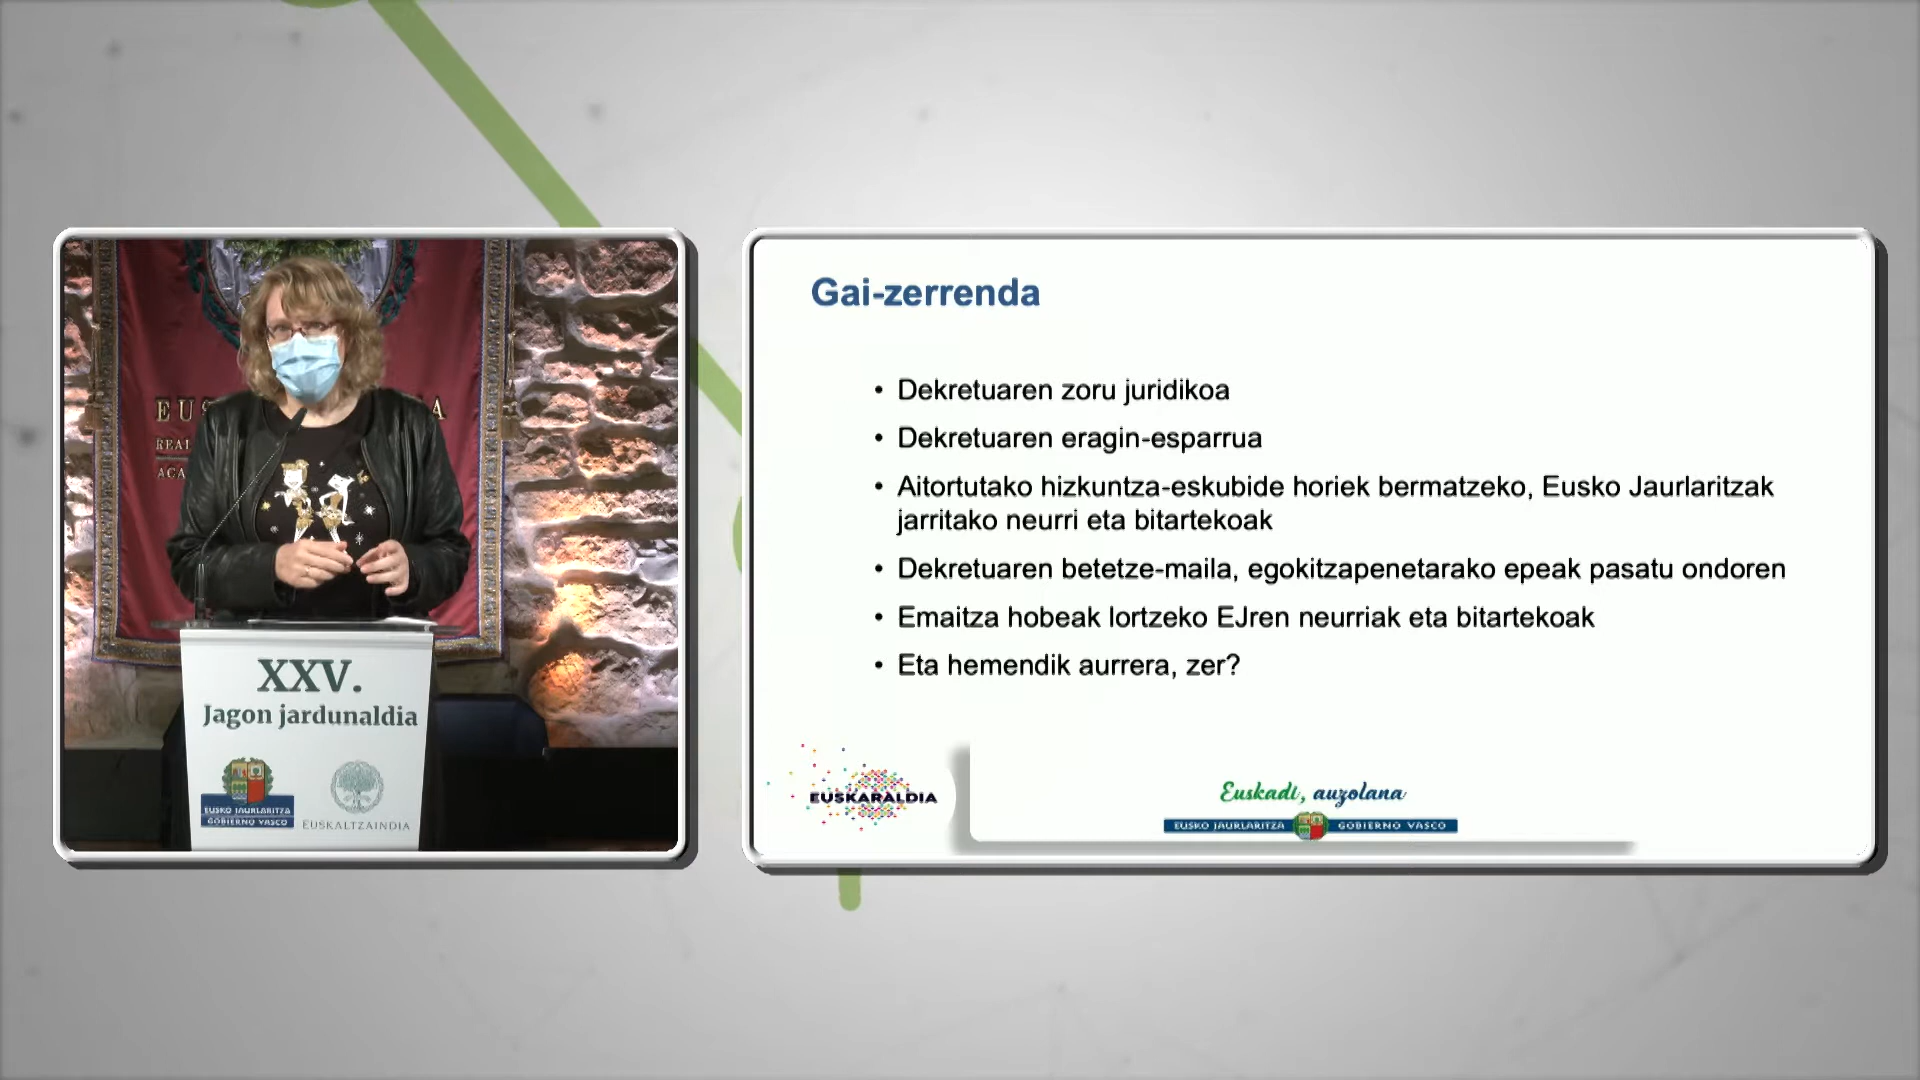 XXV.
Jagon jardunaldia
EUSKO JAURLARITZA
GOBIERNO VASCO
EUSKALTZAINDIA
Gai-zerrenda
• Dekretuaren zoru juridikoa
• Dekretuaren eragin-esparrua
• Aitortutako hizkuntza-eskubide horiek bermatzeko, Eusko Jaurlaritzak
jarritako neurri eta bitartekoak
• Dekretuaren betetze-maila, egokitzapenetarako epeak pasatu ondoren
• Emaitza hobeak lortzeko EJren neurriak eta bitartekoak
• Eta hemendik aurrera, zer?
EUSKARALDIA
Euskadi, auzolana
EUSKO JAURLARITZA GOBIERNO VASCO